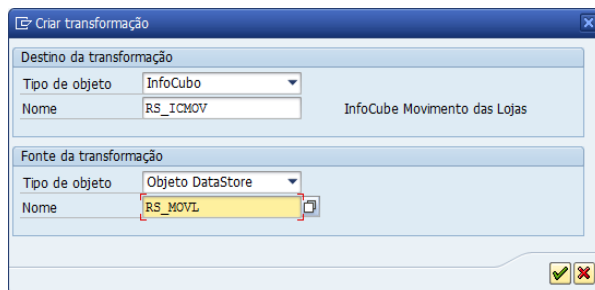 Criar transformação
Destino da transformação
Tipo de objeto InfoCubo
Nome RS_ICMOV InfoCube Movimento das Lojas
Fonte da transformação
Tipo de objeto Objeto DataStore
Nome RS_MOVL